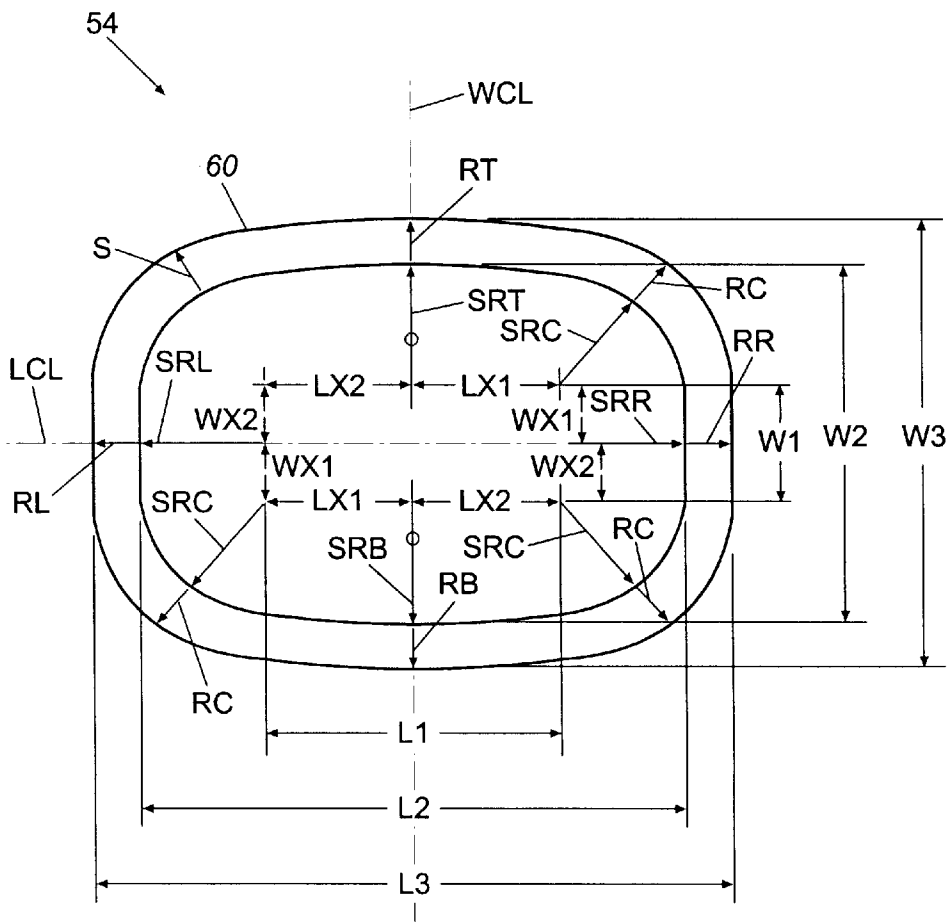 54
WCL
60
RT
S
RC
SRT
SRC
RR
LCL
SRL
LX2
LX1
WX2
WX1
SRR
W1
W2
W3
WX1
WX2
RL
SRC
LX1
LX2
SRC
RC
SRB
RB
RC
L1
L2
L3